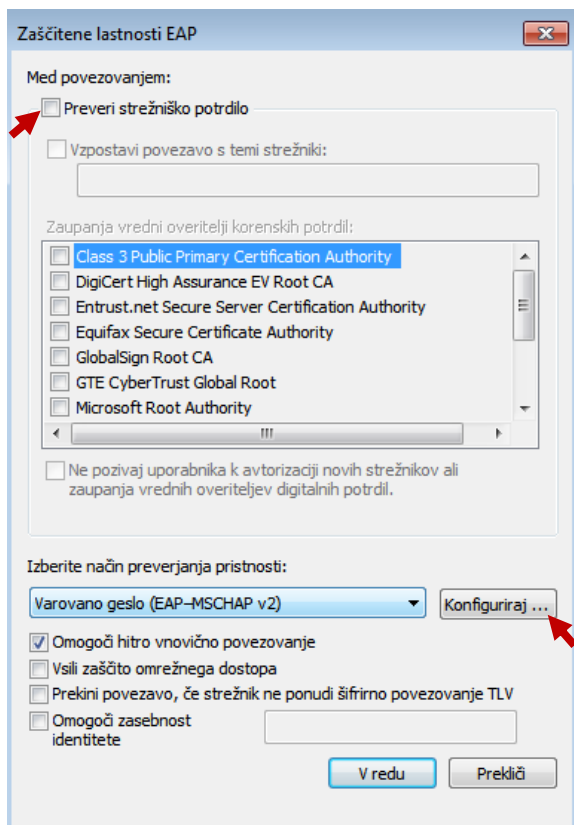 Zaščitene lastnosti EAP
Med povezovanjem:
Preveri strežniško potrdilo
Vzpostavi povezavo s temi strežniki:
Zaupanja vredni overitelji korenskih potrdil:
Class 3 Public Primary Certification Authority
DigiCert High Assurance EV Root CA
Entrust.net Secure Server Certification Authority
Equifax Secure Certificate Authority
GlobalSign Root CA
GTE CyberTrust Global Root
Microsoft Root Authority
Ne pozivaj uporabnika k avtorizaciji novih strežnikov ali
zaupanja vrednih overiteljev digitalnih potrdil.
Izberite način preverjanja pristnosti:
Varovano geslo (EAP–MSCHAP v2)
Konfiguriraj ...
Omogoči hitro vnovično povezovanje
Vsili zaščito omrežnega dostopa
Prekini povezavo, če strežnik ne ponudi šifrirno povezovanje TLV
Omogoči zasebnost
identitete
V redu
Prekliči